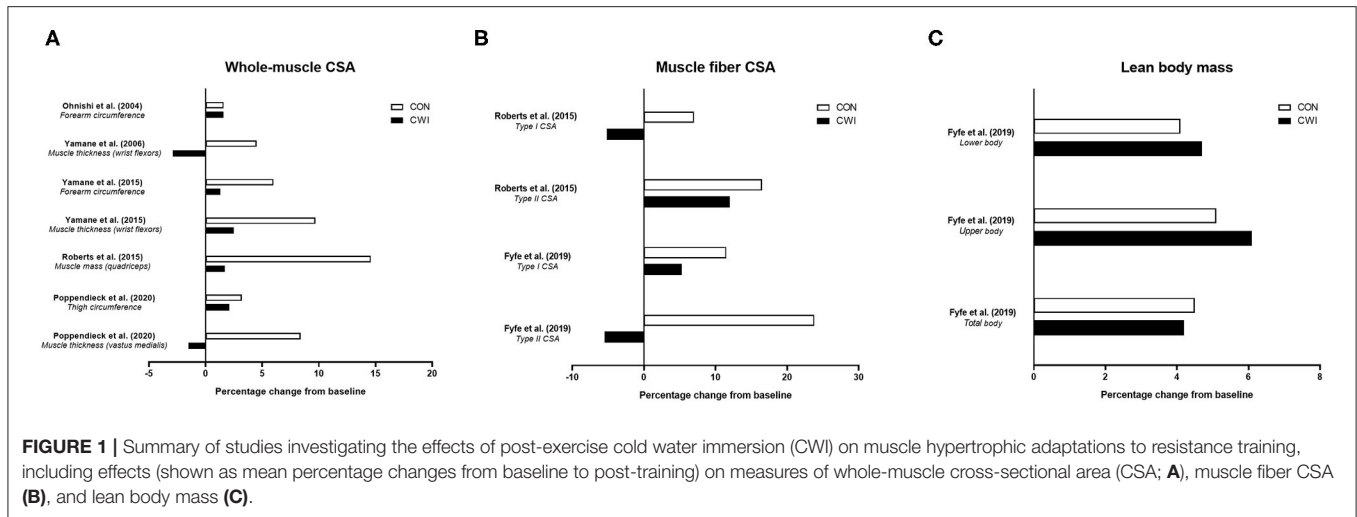 A
Whole-muscle CSA
CON
CWI
Ohnishi et al. (2004)
Forearm circumference
Yamane et al. (2006)
Muscle thickness (wrist flexors)
Yamane et al. (2015)
Forearm circumference
Yamane et al. (2015)
Muscle thickness (wrist flexors)
Roberts et al. (2015)
Muscle mass (quadriceps)
Poppendieck et al. (2020)
Thigh circumference
Poppendieck et al. (2020)
Muscle thickness (vastus medialis)
-5 0 5 10 15 20
Percentage change from baseline
B
Muscle fiber CSA
CON
CWI
Roberts et al. (2015)
Type I CSA
Roberts et al. (2015)
Type II CSA
Fyfe et al. (2019)
Type I CSA
Fyfe et al. (2019)
Type II CSA
-10 0 10 20 30
Percentage change from baseline
C
Lean body mass
CON
CWI
Fyfe et al. (2019)
Lower body
Fyfe et al. (2019)
Upper body
Fyfe et al. (2019)
Total body
0 2 4 6 8
Percentage change from baseline
FIGURE 1 | Summary of studies investigating the effects of post-exercise cold water immersion (CWI) on muscle hypertrophic adaptations to resistance training,
including effects (shown as mean percentage changes from baseline to post-training) on measures of whole-muscle cross-sectional area (CSA; A), muscle fiber CSA
(B), and lean body mass (C).